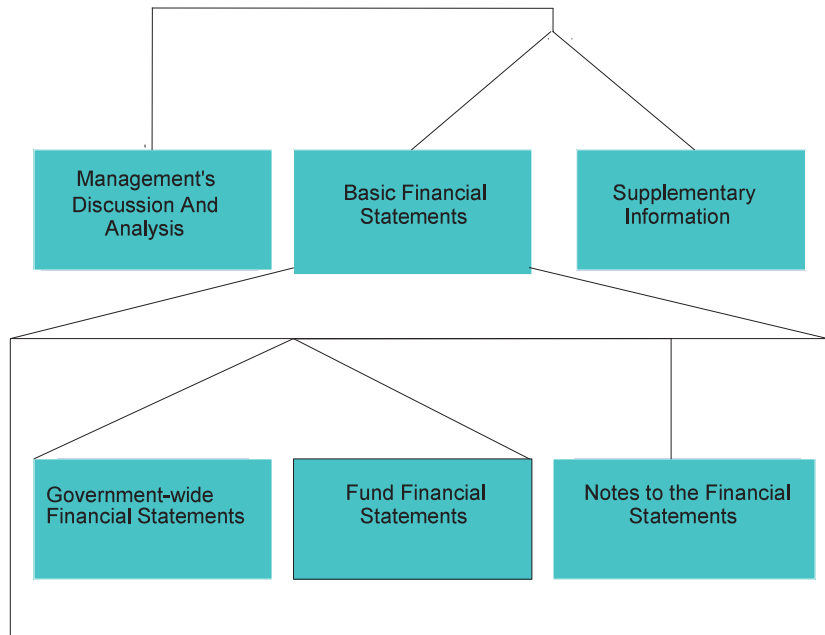 Management's
Discussion And
Analysis
Basic Financial
Statements
Supplementary
Information
Government-wide
Financial Statements
Fund Financial
Statements
Notes to the Financial
Statements